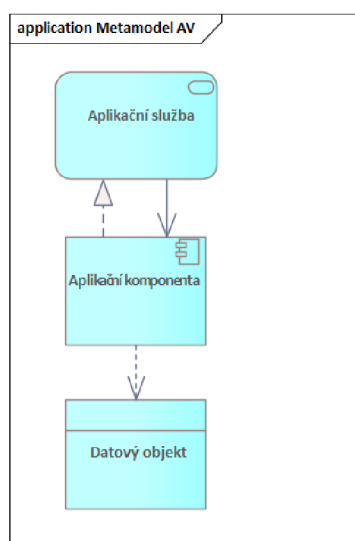 application Metamodel AV
Aplikační služba
Aplikační komponenta
Datový objekt